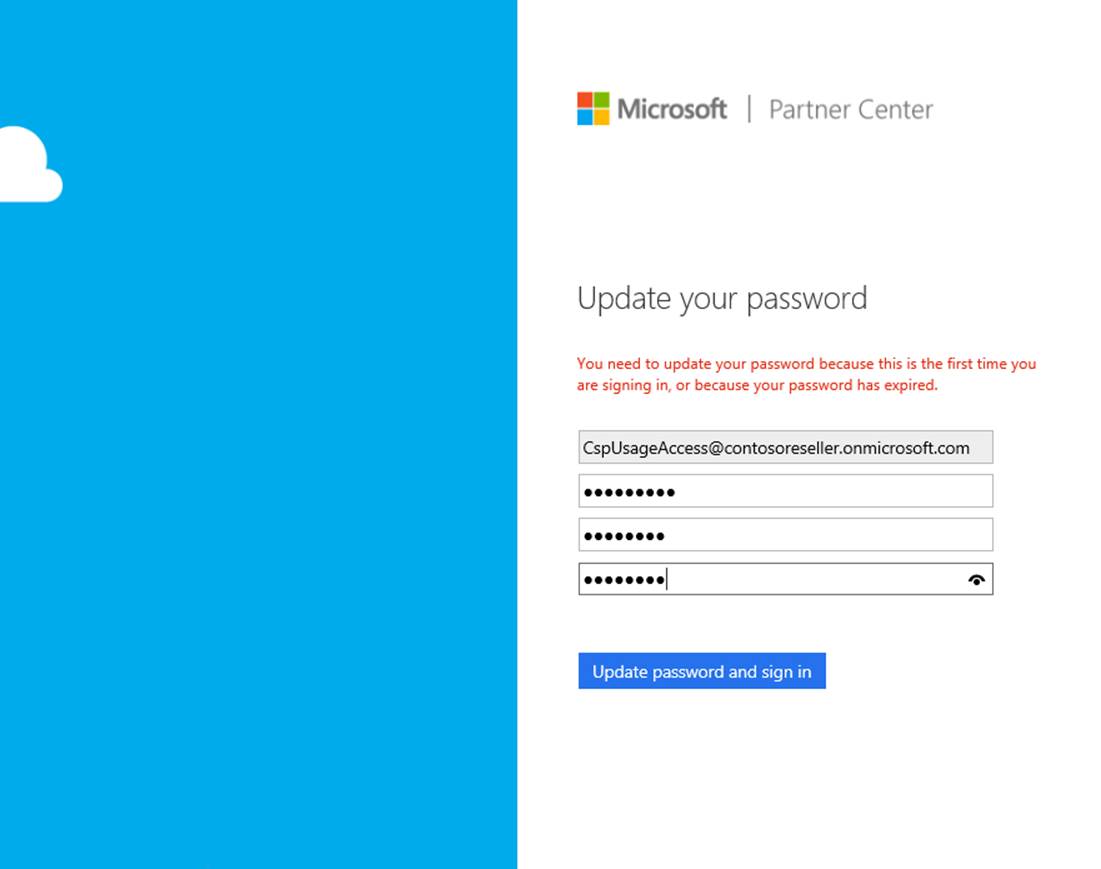 Microsoft | Partner Center
Update your password
You need to update your password because this is the first time you
are signing in, or because your password has expired.
CspUsageAccess@contosoreseller.onmicrosoft.com
●●●●●●●●●
●●●●●●●●
●●●●●●●●
Update password and sign in